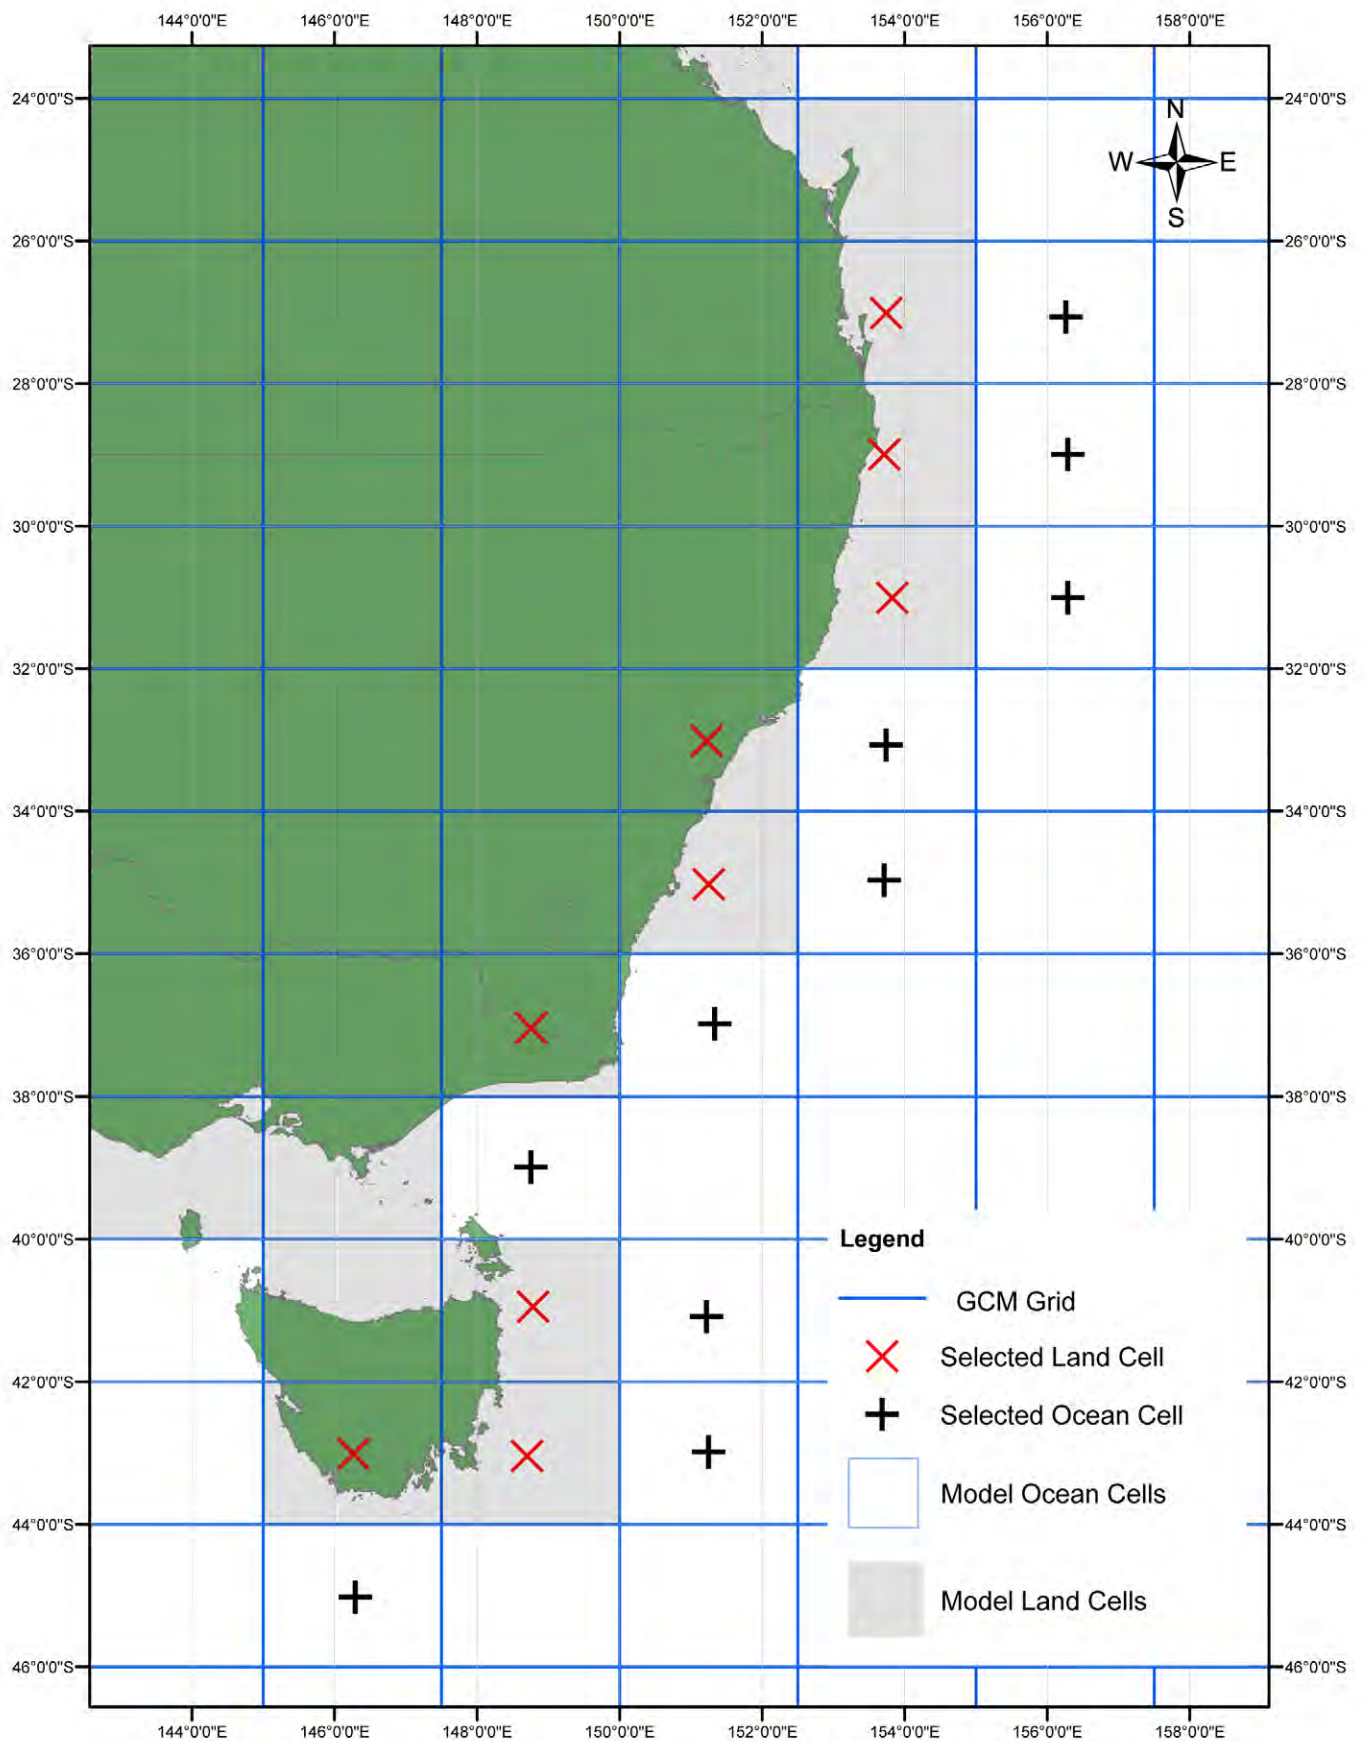 144°0'0"E 146°0'0"E 148°0'0"E 150°0'0"E 152°0'0"E 154°0'0"E 156°0'0"E 158°0'0"E
24°0'0"S 24°0'0"S
N
W E
S
26°0'0"S 26°0'0"S
28°0'0"S 28°0'0"S
30°0'0"S 30°0'0"S
32°0'0"S 32°0'0"S
34°0'0"S 34°0'0"S
36°0'0"S 36°0'0"S
38°0'0"S 38°0'0"S
40°0'0"S 40°0'0"S
Legend
GCM Grid
Selected Land Cell
42°0'0"S 42°0'0"S
Selected Ocean Cell
Model Ocean Cells
44°0'0"S 44°0'0"S
Model Land Cells
46°0'0"S 46°0'0"S
144°0'0"E 146°0'0"E 148°0'0"E 150°0'0"E 152°0'0"E 154°0'0"E 156°0'0"E 158°0'0"E